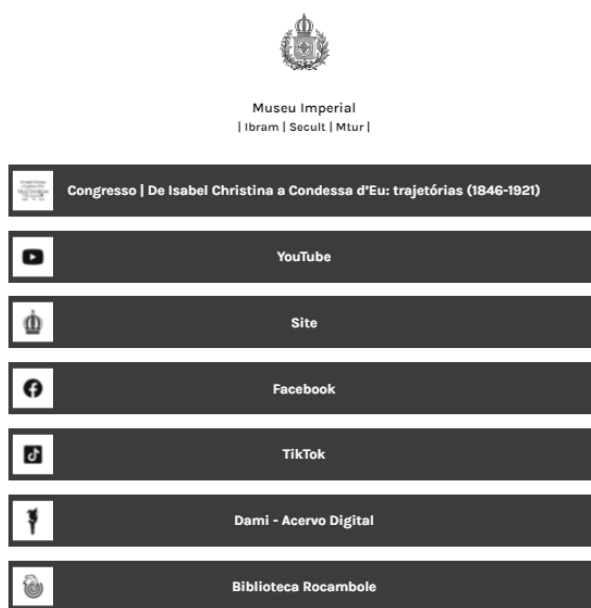 Museu Imperial
| Ibram | Secult | Mtur |
Congresso | De Isabel Christina a Condessa d'Eu: trajetórias (1846-1921)
YouTube
Site
Facebook
TikTok
Dami - Acervo Digital
Biblioteca Rocambole